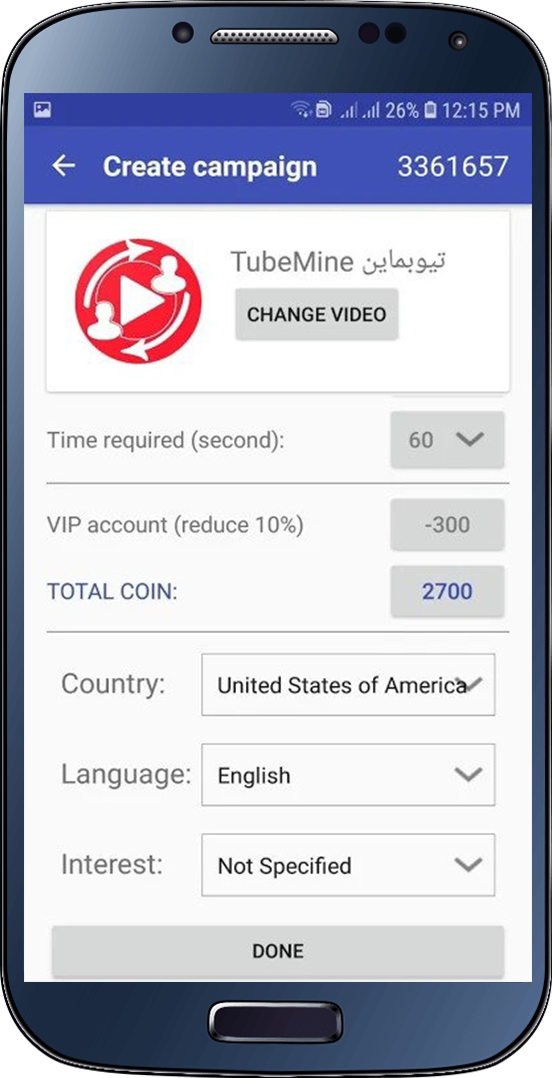 26% 12:15 PM
Create campaign 3361657
TubeMine تيوبماين
CHANGE VIDEO
Time required (second): 60
VIP account (reduce 10%) -300
TOTAL COIN: 2700
Country: United States of America
Language: English
Interest: Not Specified
DONE